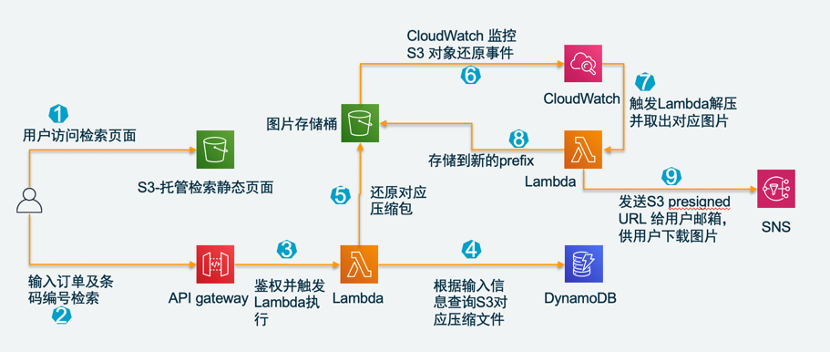 CloudWatch 监控
S3 对象还原事件
6
CloudWatch
7
触发Lambda解压
并取出对应图片
1
用户访问检索页面
图片存储桶
S3-托管检索静态页面
8
存储到新的prefix
Lambda
9
发送S3 presigned
URL 给用户邮箱,
供用户下载图片
SNS
5
还原对应
压缩包
输入订单及条
码编号检索
2
API gateway
3
鉴权并触发
Lambda执
行
Lambda
4
根据输入信
息查询S3对
应压缩文件
DynamoDB